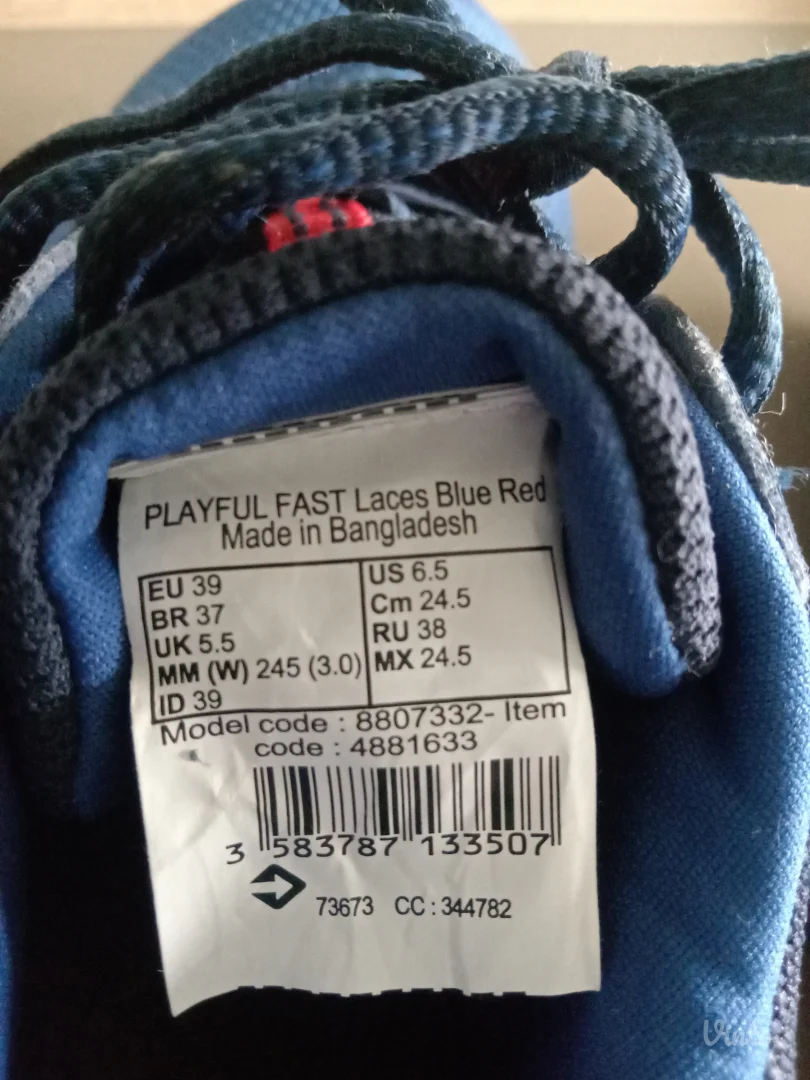 PLAYFUL FAST Laces Blue Red
Made in Bangladesh
EU 39
BR 37
UK 5.5
MM (W) 245 (3.0)
ID 39
US 6.5
Cm 24.5
RU 38
MX 24.5
Model code : 8807332- Item
code : 4881633
3 583787 133507
73673 CC : 344782